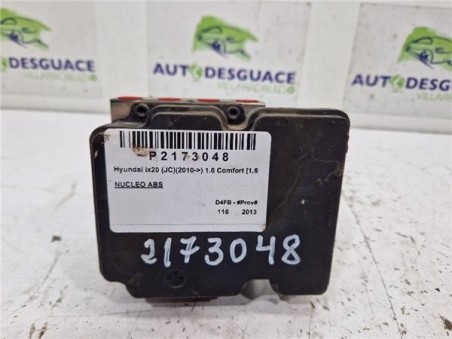 AUTODESGUACE
VILLARROBLEDO
AUTODESGUACE
P2173048
Hyundai ix20 (JC)(2010->) 1.6 Comfort [1,6
NUCLEO ABS
D4FB - #Prov#
116 2013
2173048